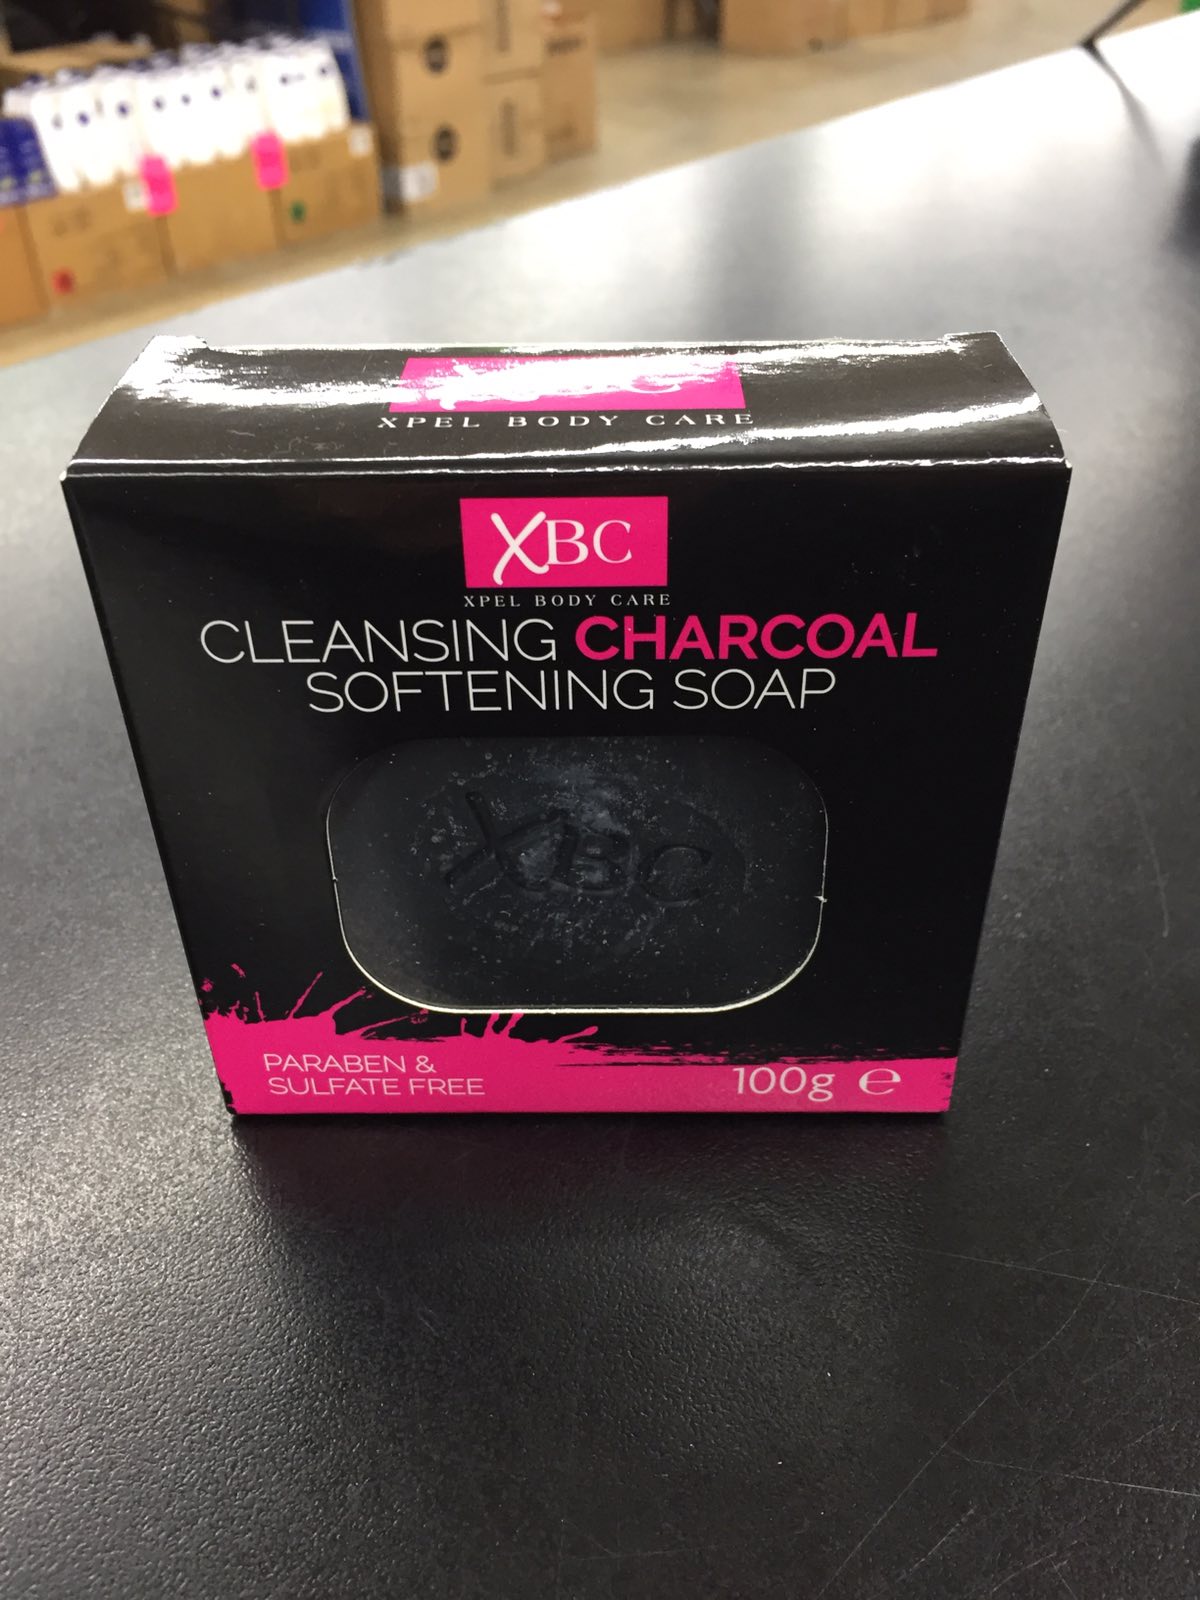 XPEL BODY CARE
XBC
XPEL BODY CARE
CLEANSING CHARCOAL
SOFTENING SOAP
XBC
PARABEN &
SULFATE FREE
100g ℮